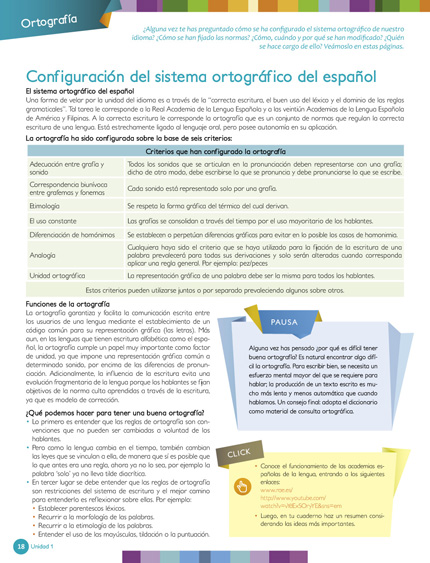 Ortografía
¿Alguna vez te has preguntado cómo se ha configurado el sistema ortográfico de nuestro
idioma? ¿Cómo se fijan las normas? ¿Cómo, cuándo y por qué se han modificado? ¿Quién
se hace cargo de ello? Veámoslo en estas páginas.
Configuración del sistema ortográfico del español
El sistema ortográfico del español
Una forma de velar por la unidad del idioma es a través de la "correcta escritura, el buen uso del léxico y el dominio de las reglas
gramaticales". Tal tarea le corresponde a la Real Academia de la Lengua Española y a las veintiún Academias de la Lengua Española
de América y Filipinas. A la correcta escritura le corresponde la ortografía que es un conjunto de normas que regulan la correcta
escritura de una lengua. Está estrechamente ligada al lenguaje oral, pero posee autonomía en su aplicación.
La ortografía ha sido configurada sobre la base de seis criterios:
Criterios que han configurado la ortografía
Adecuación entre grafía y
sonido
Todos los sonidos que se articulan en la pronunciación deben representarse con una grafía;
dicho de otro modo, debe escribirse lo que se pronuncia y debe pronunciarse lo que se escribe.
Correspondencia biunívoca
entre grafemas y fonemas
Cada sonido está representado solo por una grafía.
Etimología
Se respeta la forma gráfica del término del cual derivan.
El uso constante
Las grafías se consolidan a través del tiempo por el uso mayoritario de los hablantes.
Diferenciación de homónimos
Se establecen o perpetúan diferencias gráficas para evitar en lo posible los casos de homonimia.
Analogía
Cualquiera haya sido el criterio que se haya utilizado para la fijación de la escritura de una
palabra prevalecerá para todas sus derivaciones y solo serán alteradas cuando corresponda
aplicar una regla general. Por ejemplo: pez/peces
Unidad ortográfica
La representación gráfica de una palabra debe ser la misma para todos los hablantes.
Estos criterios pueden utilizarse juntos o por separado prevaleciendo algunos sobre otros.
Funciones de la ortografía
La ortografía garantiza y facilita la comunicación escrita entre
los usuarios de una lengua mediante el establecimiento de un
código común para su representación gráfica (las letras). Más
aun, en las lenguas que tienen escritura alfabética como el espa-
ñol, la ortografía cumple un papel muy importante como factor
de unidad, ya que impone una representación gráfica común a
determinado sonido, por encima de las diferencias de pronun-
ciación. Adicionalmente, la influencia de la escritura evita una
evolución fragmentaria de la lengua porque los hablantes se fijan
objetivos de la norma culta aprendidos a través de la escritura,
ya que es modelo de corrección.
¿Qué podemos hacer para tener una buena ortografía?
• Lo primero es entender que las reglas de ortografía son con-
venciones que no pueden ser cambiadas a voluntad de los
hablantes.
• Pero como la lengua cambia en el tiempo, también cambian
las leyes que se vinculan a ella, de manera que sí es posible que
lo que antes era una regla, ahora ya no lo sea, por ejemplo la
palabra 'solo' ya no lleva tilde diacrítica.
• En tercer lugar se debe entender que las reglas de ortografía
son restricciones del sistema de escritura y el mejor camino
para entenderla es reflexionar sobre ellas. Por ejemplo:
• Establecer parentescos léxicos.
• Recurrir a la morfología de las palabras.
• Recurrir a la etimología de las palabras.
• Entender el uso de las mayúsculas, tildación o la puntuación.
PAUSA
Alguna vez has pensado ¿por qué es difícil tener
buena ortografía? Es natural encontrar algo difí-
cil la ortografía. Para escribir bien, se necesita un
esfuerzo mental mayor del que se requiere para
hablar; la producción de un texto escrito es mu-
cho más lento y menos automático que cuando
hablamos. Un consejo final: adopta el diccionario
como material de consulta ortográfica.
CLICK
• Conoce el funcionamiento de las academias es-
pañolas de la lengua, entrando a los siguientes
enlaces:
www.rae.es/
• Luego, en tu cuaderno haz un resumen consi-
derando las ideas más importantes.
18 Unidad 1